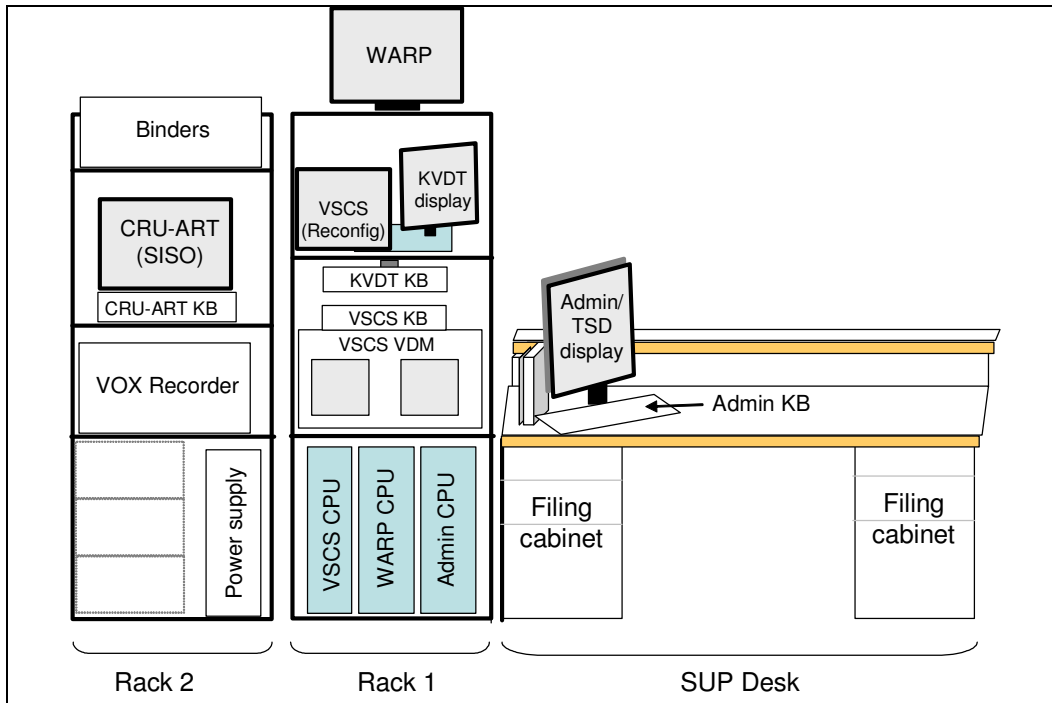 WARP
Binders
KVDT
display
VSCS
(Reconfig)
CRU-ART
(SISO)
CRU-ART KB
KVDT KB
VSCS KB
VSCS VDM
VOX Recorder
Admin/
TSD
display
Admin KB
Power supply
VSCS CPU
WARP CPU
Admin CPU
Filing
cabinet
Filing
cabinet
Rack 2
Rack 1
SUP Desk